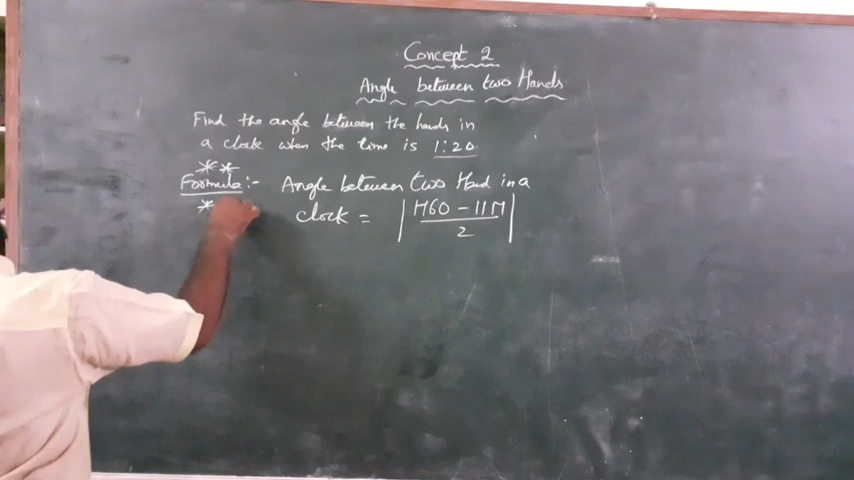 Concept 2
Angle between two Hands
Find the angle between the hands in
a clock when the time is 1:20.
Formula :- Angle between two Hand in a
clock = | H60 - 11M / 2 |